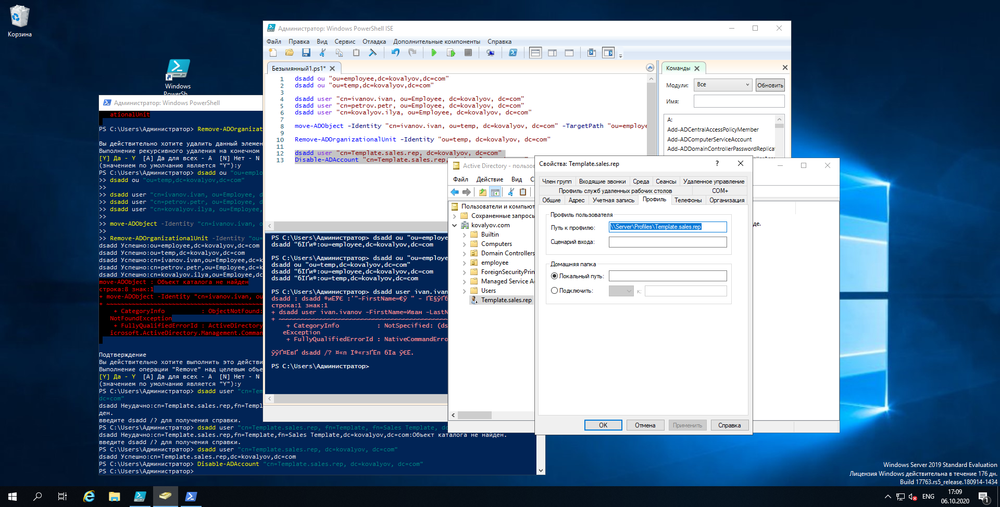 Корзина
Windows
PowerSh...
Администратор: Windows PowerShell
ationalUnit
PS C:\Users\Администратор> Remove-ADOrganizat
Вы действительно хотите удалить данный элемен
Выполнение рекурсивного удаления на конечном
[Y] Да - Y  [A] Да для всех - A  [N] Нет - N
(значением по умолчанию является "Y"):y
PS C:\Users\Администратор> dsadd ou "ou=emplo
>> dsadd ou "ou=temp,dc=kovalyov,dc=com"
>>
>> dsadd user "cn=ivanov.ivan, ou=Employee, d
>> dsadd user "cn=petrov.petr, ou=Employee, d
>> dsadd user "cn=kovalyov.ilya, ou=Employee,
>>
>> move-ADObject -Identity "cn=ivanov.ivan, o
>>
>> Remove-ADOrganizationalUnit -Identity "ou=
dsadd Успешно:ou=employee,dc=kovalyov,dc=com
dsadd Успешно:ou=temp,dc=kovalyov,dc=com
dsadd Успешно:cn=ivanov.ivan,ou=Employee,dc=k
dsadd Успешно:cn=petrov.petr,ou=Employee,dc=k
dsadd Успешно:cn=kovalyov.ilya,ou=Employee,dc
move-ADObject : Объект каталога не найден
строка:8 знак:1
+ move-ADObject -Identity "cn=ivanov.ivan, ou
+ ~~~~~~~~~~~~~~~~~~~~~~~~~~~~~~~~~~~~~~~~~~~
+ CategoryInfo          : ObjectNotFound:
NotFoundException
+ FullyQualifiedErrorId : ActiveDirectory
icrosoft.ActiveDirectory.Management.Comman
Подтверждение
Вы действительно хотите выполнить это действи
Выполнение операции "Remove" над целевым объе
[Y] Да - Y  [A] Да для всех - A  [N] Нет - N
(значением по умолчанию является "Y"):y
PS C:\Users\Администратор> dsadd user "cn=Tem
dc=com"
dsadd Неудачно:cn=Template.sales.rep,fn=Templ
ден.
введите dsadd /? для получения справки.
PS C:\Users\Администратор> dsadd user "cn=Template.sales.rep, fn=Template, fn=Sales Template, dc
dsadd Неудачно:cn=Template.sales.rep,fn=Template,fn=Sales Template,dc=kovalyov,dc=com:Объект каталога не найден.
введите dsadd /? для получения справки.
PS C:\Users\Администратор> dsadd user "cn=Template.sales.rep, dc=kovalyov, dc=com"
dsadd Успешно:cn=Template.sales.rep,dc=kovalyov,dc=com
PS C:\Users\Администратор> Disable-ADAccount "cn=Template.sales.rep, dc=kovalyov, dc=com"
PS C:\Users\Администратор>
Администратор: Windows PowerShell ISE
Файл Правка Вид Сервис Отладка Дополнительные компоненты Справка
Безымянный1.ps1*
1 dsadd ou "ou=employee,dc=kovalyov,dc=com"
2 dsadd ou "ou=temp,dc=kovalyov,dc=com"
3
4 dsadd user "cn=ivanov.ivan, ou=Employee, dc=kovalyov, dc=com"
5 dsadd user "cn=petrov.petr, ou=Employee, dc=kovalyov, dc=com"
6 dsadd user "cn=kovalyov.ilya, ou=Employee, dc=kovalyov, dc=com"
7
8 move-ADObject -Identity "cn=ivanov.ivan, ou=temp, dc=kovalyov, dc=com" -TargetPath "ou=employe
9
10 Remove-ADOrganizationalUnit -Identity "ou=temp, dc=kovalyov, dc=com"
11
12 dsadd user "cn=Template.sales.rep, dc=kovalyov, dc=com"
13 Disable-ADAccount "cn=Template.sales.rep,
PS C:\Users\Администратор> dsadd ou "ou=employe
dsadd “бЇҐи­®:ou=employee,dc=kovalyov,dc=com
PS C:\Users\Администратор> dsadd ou "ou=employe
dsadd ou "ou=temp,dc=kovalyov,dc=com"
dsadd “бЇҐи­®:ou=employee,dc=kovalyov,dc=com
dsadd “бЇҐи­®:ou=temp,dc=kovalyov,dc=com
PS C:\Users\Администратор> dsadd user ivan.ivan
строка:1 знак:1
+ dsadd user ivan.ivanov -FirstName=Иван -LastN
+ ~~~~~~~~~~~~~~~~~~~~~~~~~~~~~~~~~~~~~~~~~~~
+ CategoryInfo          : NotSpecified: (ds
eException
+ FullyQualifiedErrorId : NativeCommandErro
PS C:\Users\Администратор>
Команды
Модули: Все Обновить
Имя:
A:
Add-ADCentralAccessPolicyMember
Add-ADComputerServiceAccount
Add-ADDomainControllerPasswordReplicat
Active Directory - пользо
Файл Действие Вид С
Пользователи и компьют
Сохраненные запросы
kovalyov.com
Builtin
Computers
Domain Controllers
employee
ForeignSecurityPrin
Managed Service A
Users
Template.sales.rep
де.
Свойства: Template.sales.rep
Член групп Входящие звонки Среда Сеансы Удаленное управление
Профиль служб удаленных рабочих столов COM+
Общие Адрес Учетная запись Профиль Телефоны Организация
Профиль пользователя
Путь к профилю: \\Server\Profiles\Template.sales.rep
Сценарий входа:
Домашняя папка
Локальный путь:
Подключить: к:
OK Отмена Применить Справка
Windows Server 2019 Standard Evaluation
Лицензия Windows действительна в течение 176 дн.
Build 17763.rs5_release.180914-1434
ENG
17:09
06.10.2020
1